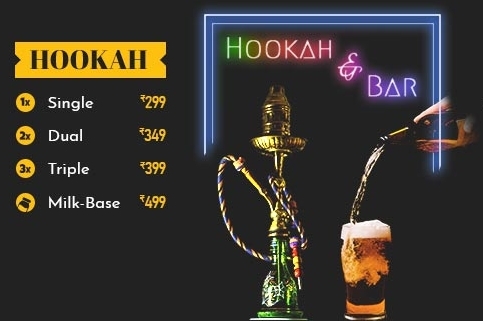 HOOKAH
1x Single ₹299
2x Dual ₹349
3x Triple ₹399
Milk-Base ₹499
HOOKAH
&
BAR